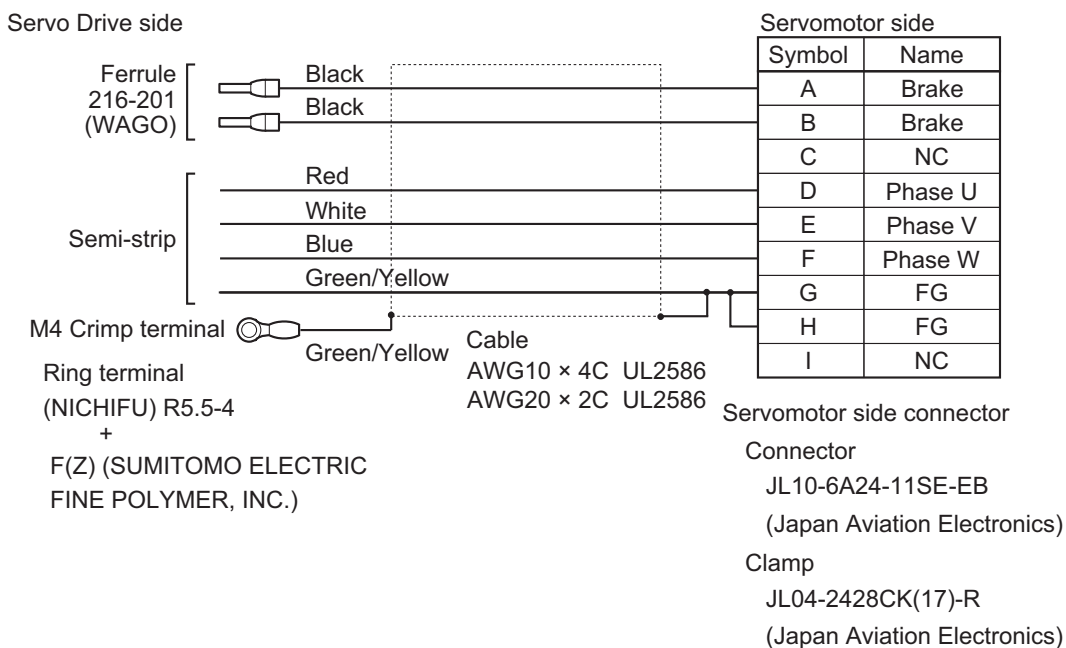 Servo Drive side
Servomotor side
Symbol Name
A Brake
B Brake
C NC
D Phase U
E Phase V
F Phase W
G FG
H FG
I NC
Ferrule
216-201
(WAGO)
Black
Black
Semi-strip
Red
White
Blue
Green/Yellow
M4 Crimp terminal
Green/Yellow
Ring terminal
(NICHIFU) R5.5-4
+
F(Z) (SUMITOMO ELECTRIC
FINE POLYMER, INC.)
Cable
AWG10 × 4C UL2586
AWG20 × 2C UL2586
Servomotor side connector
Connector
JL10-6A24-11SE-EB
(Japan Aviation Electronics)
Clamp
JL04-2428CK(17)-R
(Japan Aviation Electronics)